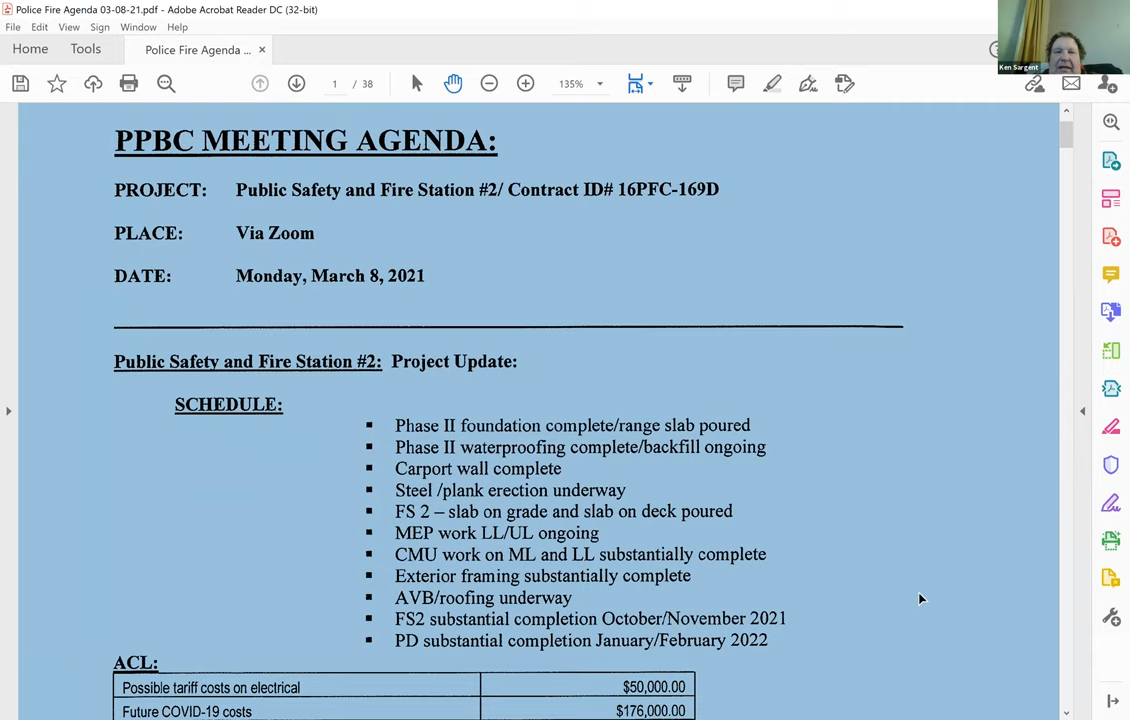 Police Fire Agenda 03-08-21.pdf - Adobe Acrobat Reader DC (32-bit)
File Edit View Sign Window Help
Home Tools Police Fire Agenda ... ×
1 / 38 135%
Ken Sargent
PPBC MEETING AGENDA:
PROJECT: Public Safety and Fire Station #2/ Contract ID# 16PFC-169D
PLACE: Via Zoom
DATE: Monday, March 8, 2021
Public Safety and Fire Station #2: Project Update:
SCHEDULE:
▪ Phase II foundation complete/range slab poured
▪ Phase II waterproofing complete/backfill ongoing
▪ Carport wall complete
▪ Steel /plank erection underway
▪ FS 2 – slab on grade and slab on deck poured
▪ MEP work LL/UL ongoing
▪ CMU work on ML and LL substantially complete
▪ Exterior framing substantially complete
▪ AVB/roofing underway
▪ FS2 substantial completion October/November 2021
▪ PD substantial completion January/February 2022
ACL:
Possible tariff costs on electrical $50,000.00
Future COVID-19 costs $176,000.00